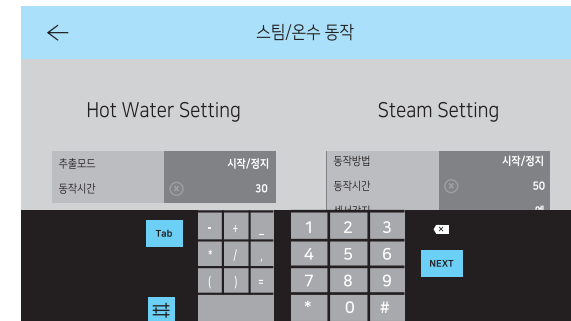 스팀/온수 동작
Hot Water Setting
추출모드 시작/정지
동작시간 30
Steam Setting
동작방법 시작/정지
동작시간 50
Tab
- + _
* / ,
( ) =
1 2 3
4 5 6
7 8 9
* 0 #
NEXT